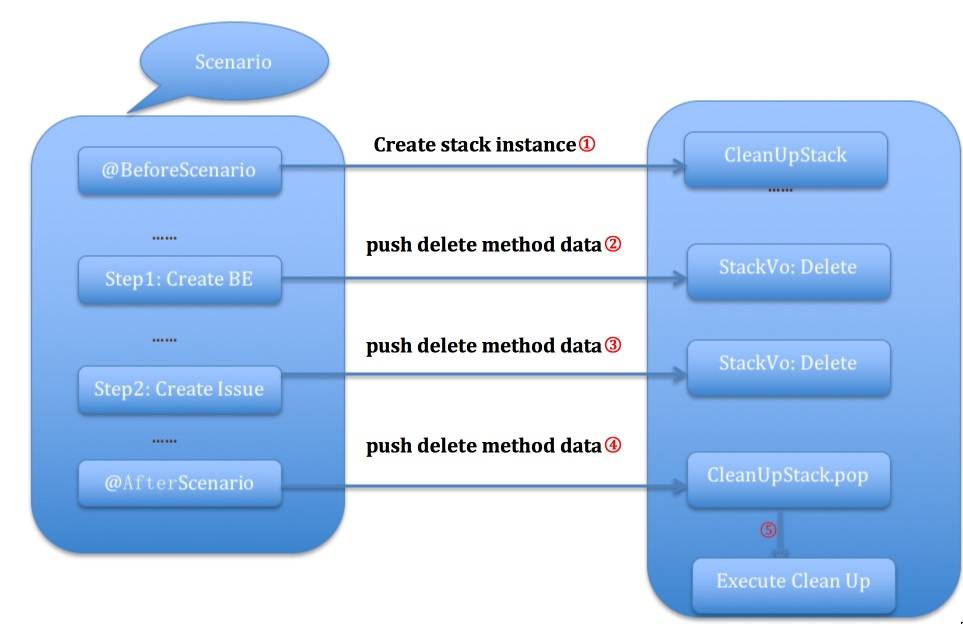 Scenario
@BeforeScenario
Create stack instance①
CleanUpStack
……
……
Step1: Create BE
push delete method data②
StackVo: Delete
……
Step2: Create Issue
push delete method data③
StackVo: Delete
……
@AfterScenario
push delete method data④
CleanUpStack.pop
⑤
Execute Clean Up